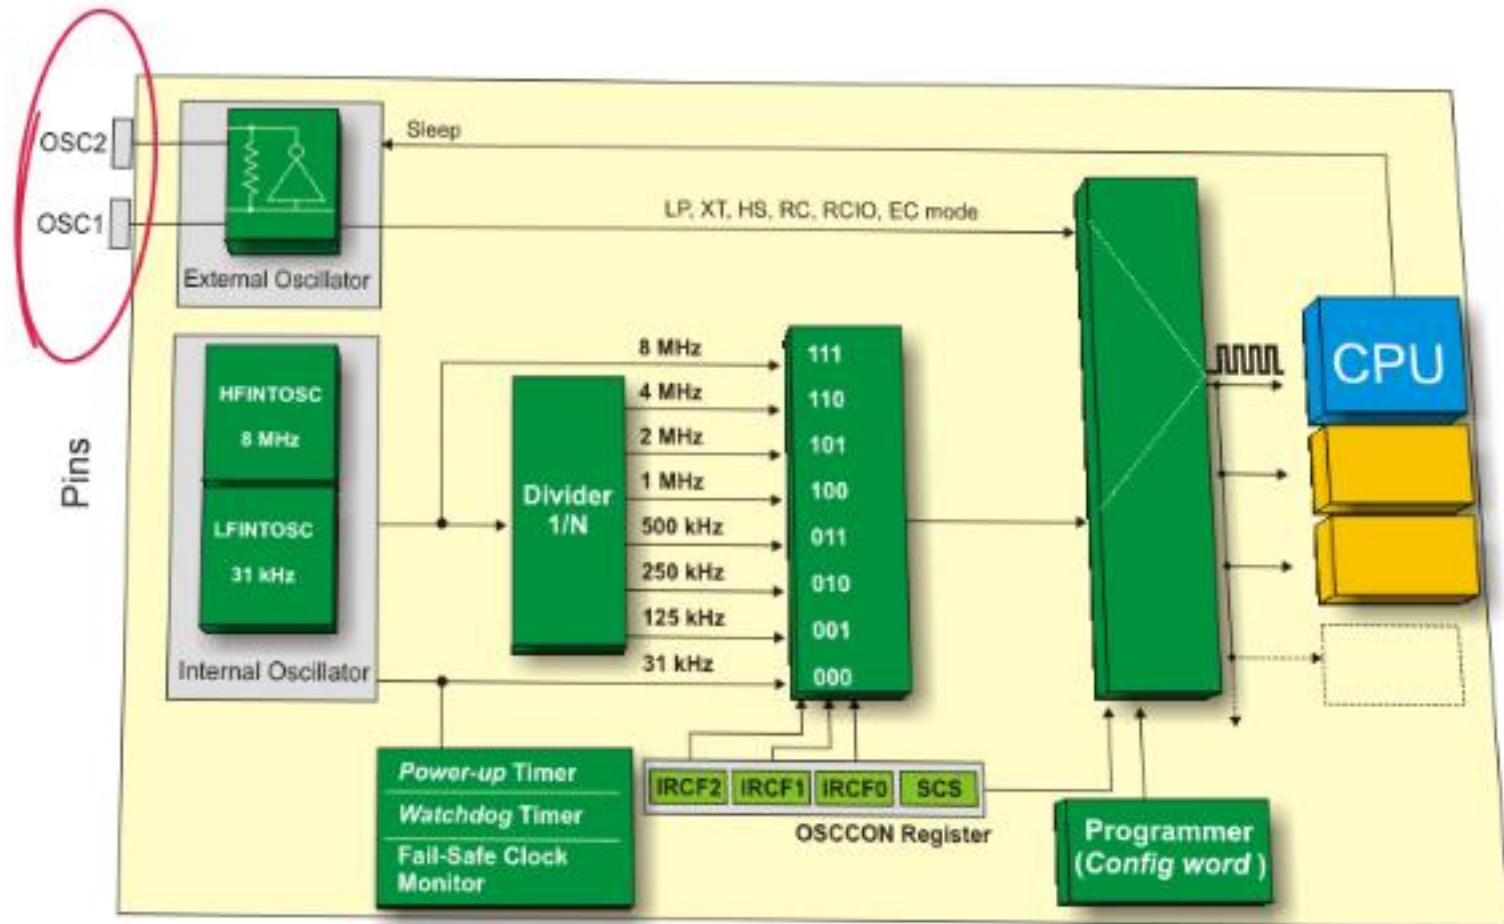 OSC2
OSC1
Pins
Sleep
LP, XT, HS, RC, RCIO, EC mode
External Oscillator
HFINTOSC
8 MHz
LFINTOSC
31 kHz
Internal Oscillator
Divider
1/N
8 MHz
4 MHz
2 MHz
1 MHz
500 kHz
250 kHz
125 kHz
31 kHz
111
110
101
100
011
010
001
000
CPU
Power-up Timer
Watchdog Timer
Fail-Safe Clock
Monitor
IRCF2 IRCF1 IRCF0 SCS
OSCCON Register
Programmer
(Config word )